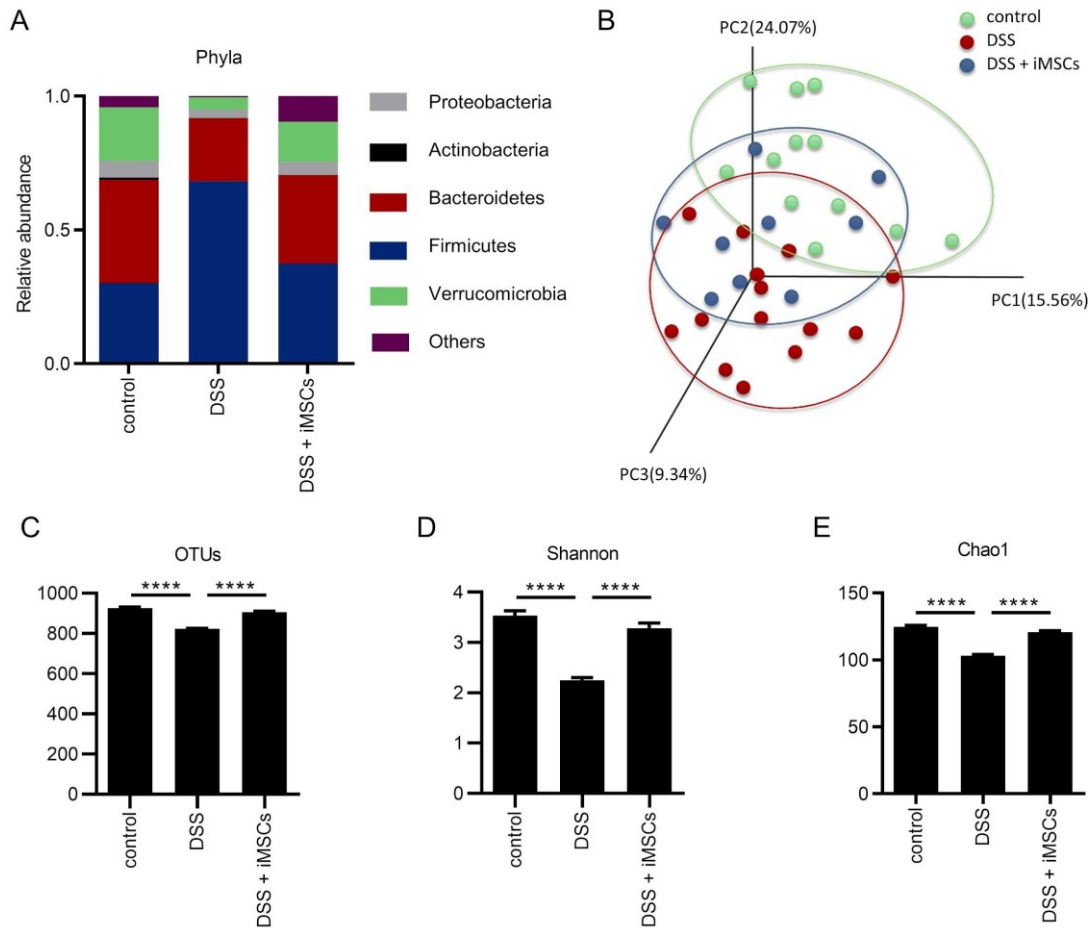 A
Phyla
Relative abundance
1.0
0.5
0.0
control
DSS
DSS + iMSCs
Proteobacteria
Actinobacteria
Bacteroidetes
Firmicutes
Verrucomicrobia
Others
B
PC2(24.07%)
PC1(15.56%)
PC3(9.34%)
control
DSS
DSS + iMSCs
C
OTUs
**** ****
1000
800
600
400
200
0
control
DSS
DSS + iMSCs
D
Shannon
**** ****
4
3
2
1
0
control
DSS
DSS + iMSCs
E
Chao1
**** ****
150
100
50
0
control
DSS
DSS + iMSCs